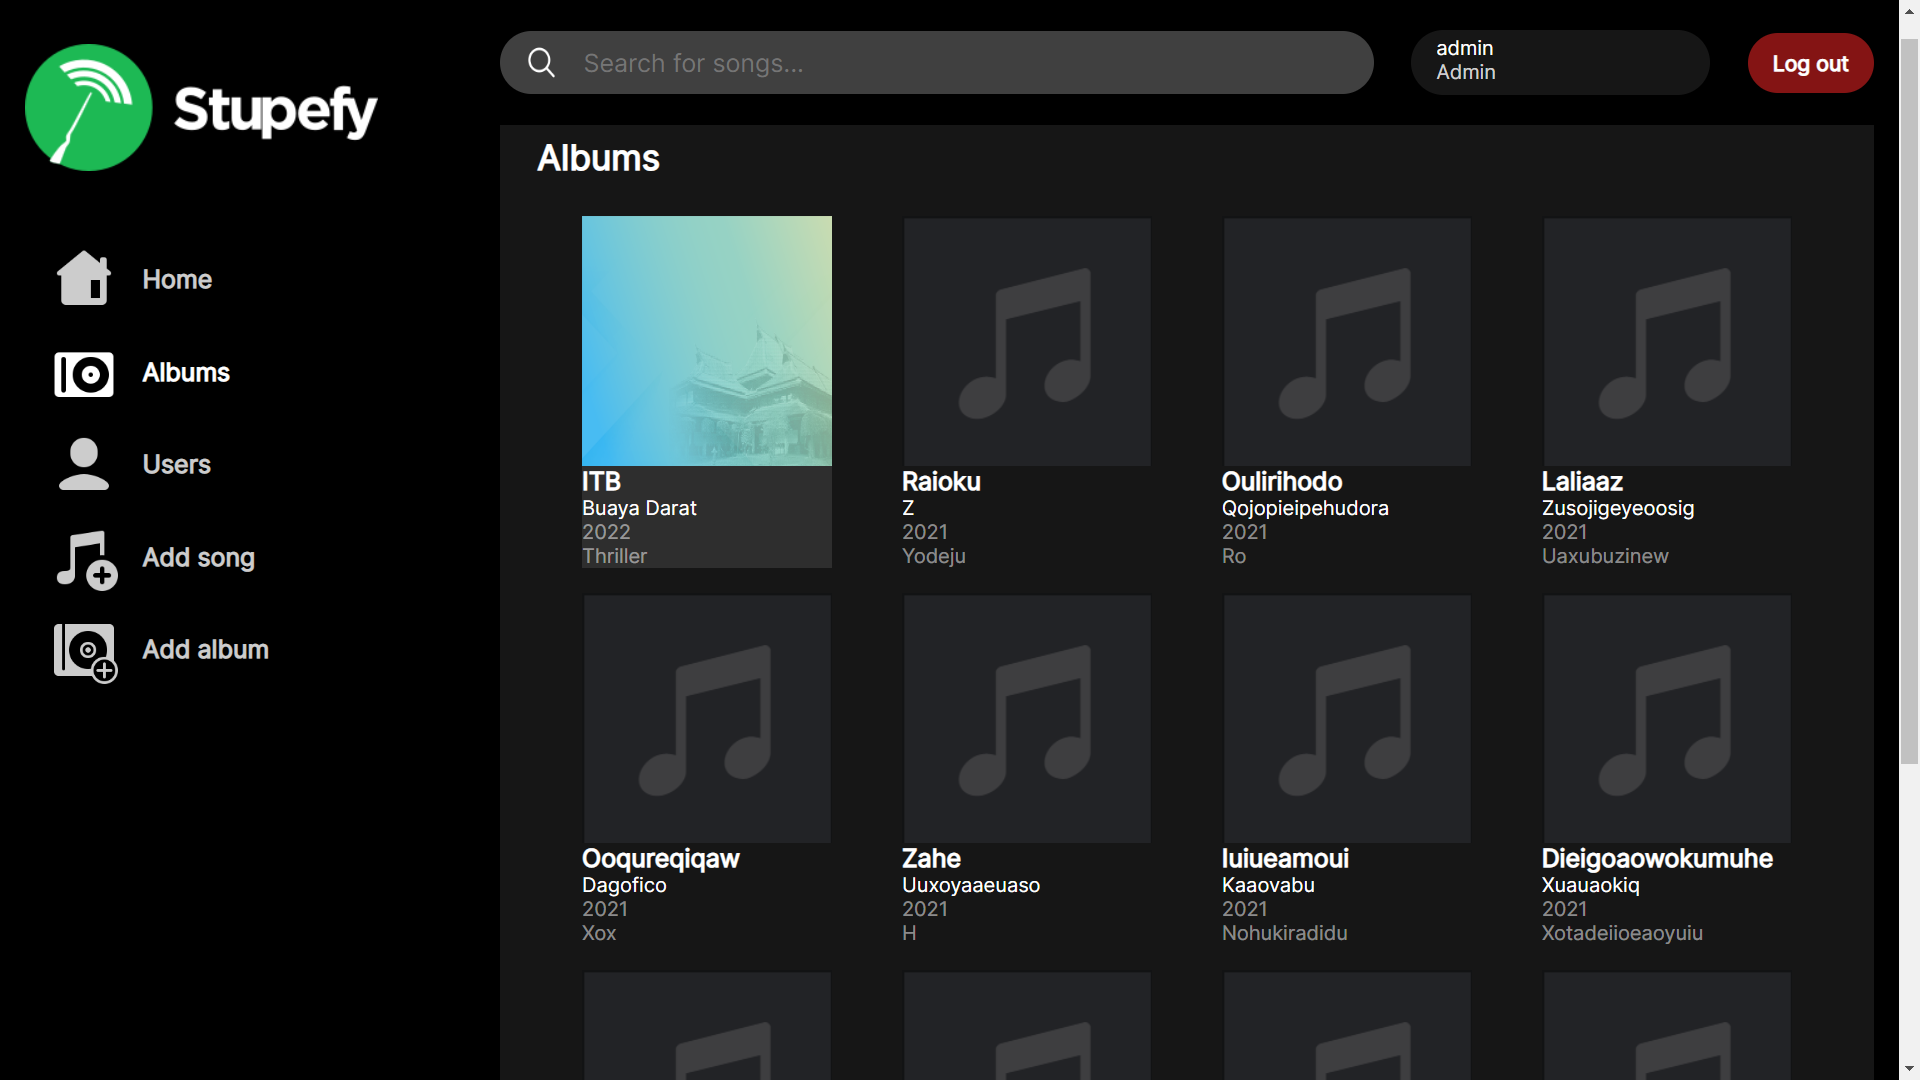 Stupefy
Search for songs...
admin
Admin
Log out
Home
Albums
Users
Add song
Add album
Albums
ITB
Buaya Darat
2022
Thriller
Raioku
Z
2021
Yodeju
Oulirihodo
Qojopieipehudora
2021
Ro
Laliaaz
Zusojigeyeoosig
2021
Uaxubuzinew
Ooqureqiqaw
Dagofico
2021
Xox
Zahe
Uuxoyaaeuaso
2021
H
Iuiueamoui
Kaaovabu
2021
Nohukiradidu
Dieigoaowokumuhe
Xuauaokiq
2021
Xotadeiioeaoyuiu